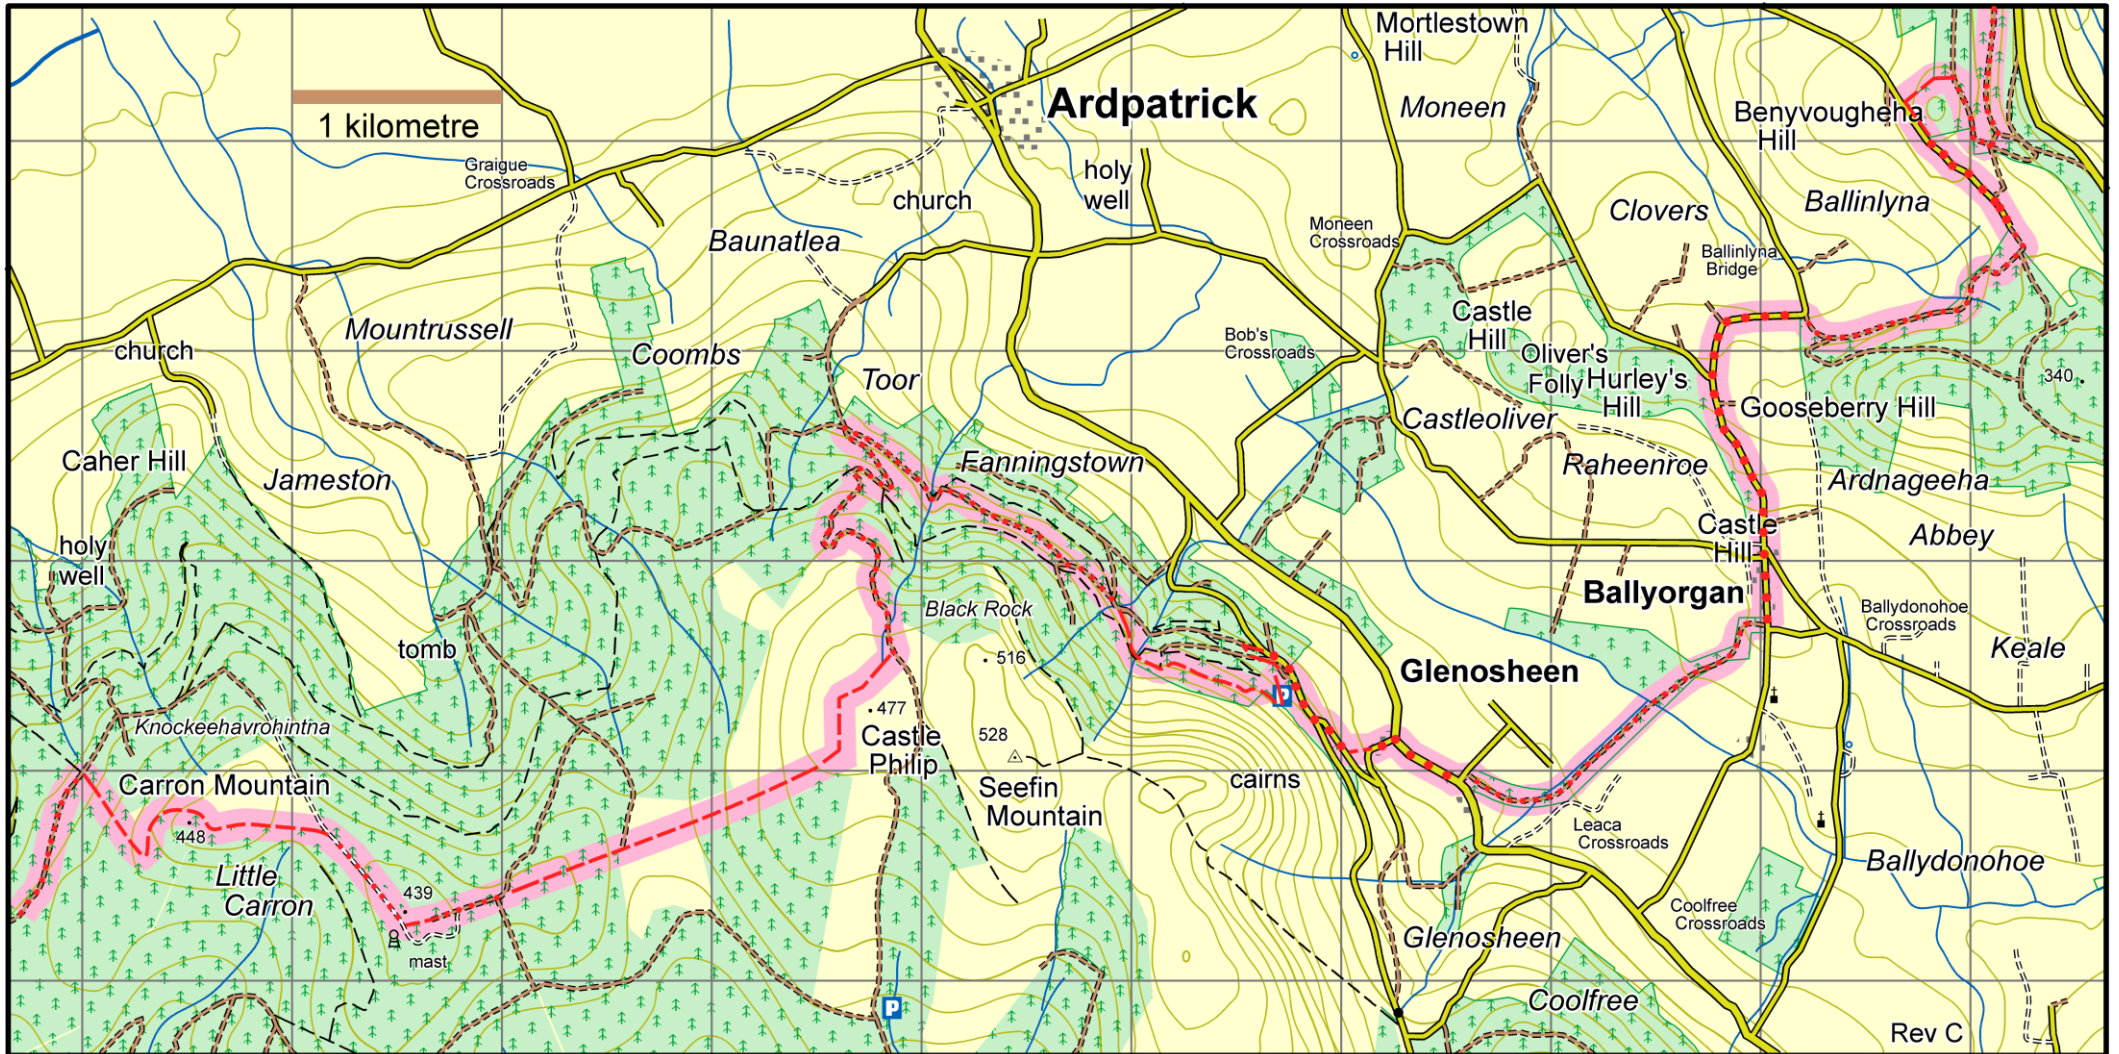 Mortlestown
Hill
Ardpatrick
Moneen
Benyvougheha
Hill
1 kilometre
Graigue
Crossroads
holy
well
church
Clovers
Ballinlyna
Baunatlea
Moneen
Crossroads
Ballinlyna
Bridge
Mountrussell
Castle
Hill
church
Coombs
Bob's
Crossroads
Oliver's
Folly
Toor
Hurley's
Hill
340
Gooseberry Hill
Castleoliver
Caher Hill
Fanningstown
Raheenroe
Jameston
Ardnageeha
Castle
Hill
Abbey
holy
well
Ballyorgan
Black Rock
Ballydonohoe
Crossroads
tomb
516
Keale
Glenosheen
477
Knockeehavrohintna
528
Castle
Philip
Carron Mountain
cairns
Seefin
Mountain
P
448
Leaca
Crossroads
Little
Carron
439
Ballydonohoe
Coolfree
Crossroads
Glenosheen
mast
Coolfree
P
Rev C